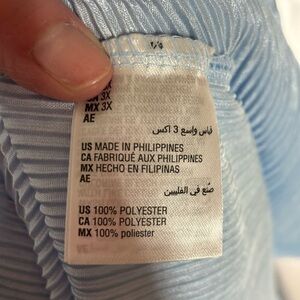 MX 3X
AE
قياس واسع 3 اكس
US MADE IN PHILIPPINES
CA FABRIQUÉ AUX PHILIPPINES
MX HECHO EN FILIPINAS
AE
صنع في الفلبين
US 100% POLYESTER
CA 100% POLYESTER
MX 100% poliester